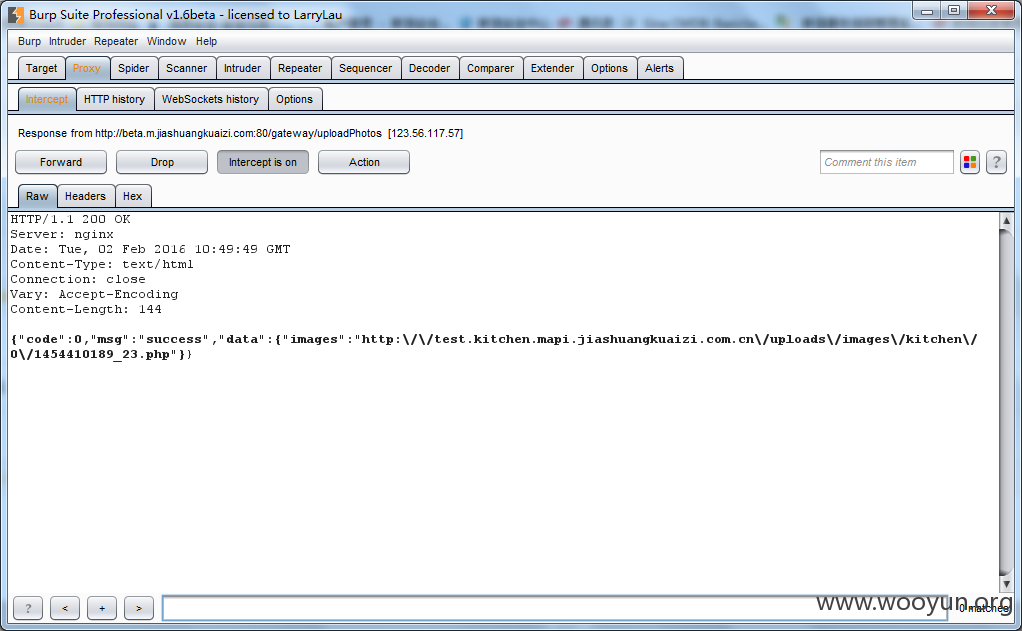 Burp Suite Professional v1.6beta - licensed to LarryLau
Burp Intruder Repeater Window Help
Target Proxy Spider Scanner Intruder Repeater Sequencer Decoder Comparer Extender Options Alerts
Intercept HTTP history WebSockets history Options
Response from http://beta.m.jiashuangkuaizi.com:80/gateway/uploadPhotos [123.56.117.57]
Forward Drop Intercept is on Action Comment this item ?
Raw Headers Hex
HTTP/1.1 200 OK
Server: nginx
Date: Tue, 02 Feb 2016 10:49:49 GMT
Content-Type: text/html
Connection: close
Vary: Accept-Encoding
Content-Length: 144
{"code":0,"msg":"success","data":{"images":"http:\/\/test.kitchen.mapi.jiashuangkuaizi.com.cn\/uploads\/images\/kitchen\/
0\/1454410189_23.php"}}
? < + > 0 matches
www.wooyun.org